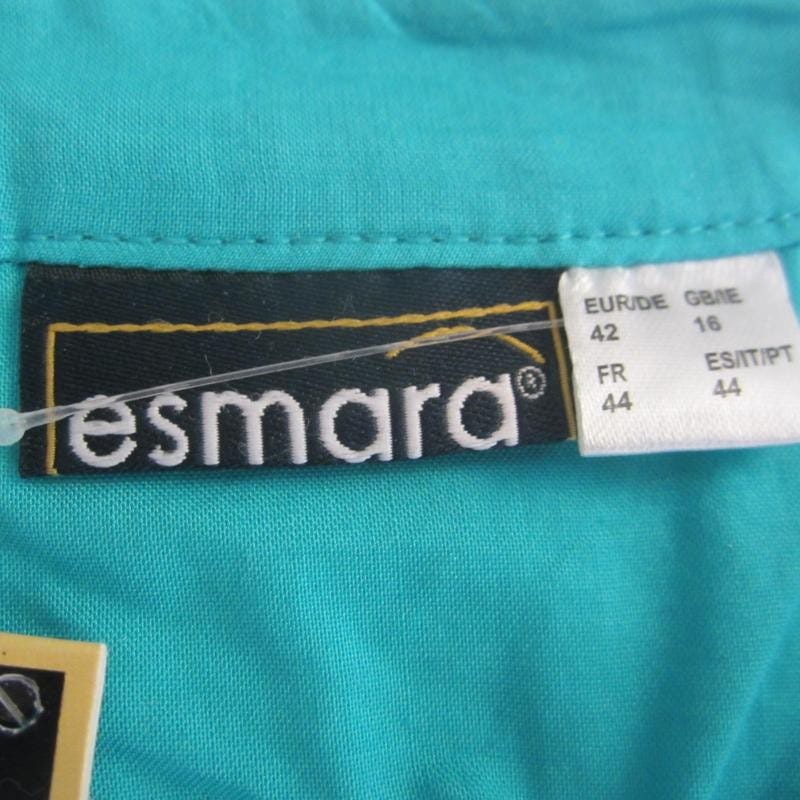 esmara®
EUR/DE GB/IE
42 16
FR ES/IT/PT
44 44